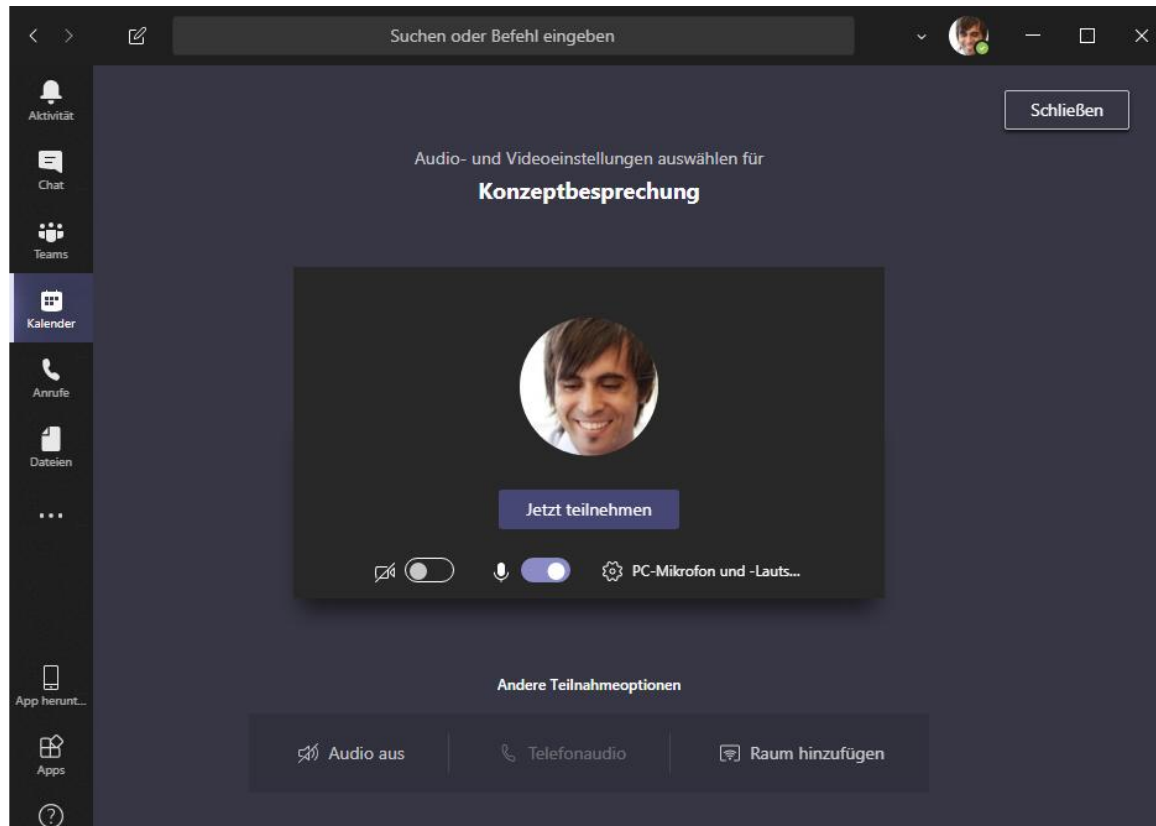 Suchen oder Befehl eingeben
Aktivität
Chat
Teams
Kalender
Anrufe
Dateien
App herunt...
Apps
Schließen
Audio- und Videoeinstellungen auswählen für
Konzeptbesprechung
Jetzt teilnehmen
PC-Mikrofon und -Lauts...
Andere Teilnahmeoptionen
Audio aus
Telefonaudio
Raum hinzufügen